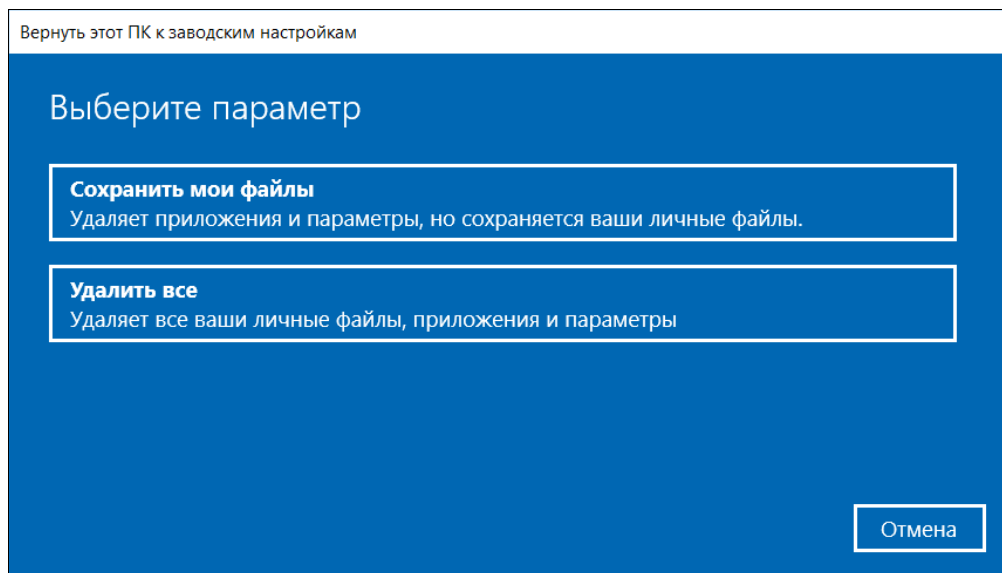 Вернуть этот ПК к заводским настройкам
Выберите параметр
Сохранить мои файлы
Удаляет приложения и параметры, но сохраняется ваши личные файлы.
Удалить все
Удаляет все ваши личные файлы, приложения и параметры
Отмена